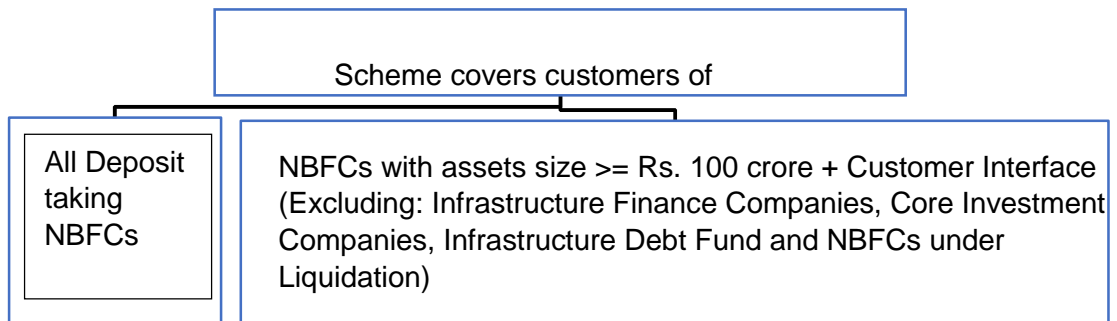 Scheme covers customers of
All Deposit
taking
NBFCs
NBFCs with assets size >= Rs. 100 crore + Customer Interface
(Excluding: Infrastructure Finance Companies, Core Investment
Companies, Infrastructure Debt Fund and NBFCs under
Liquidation)